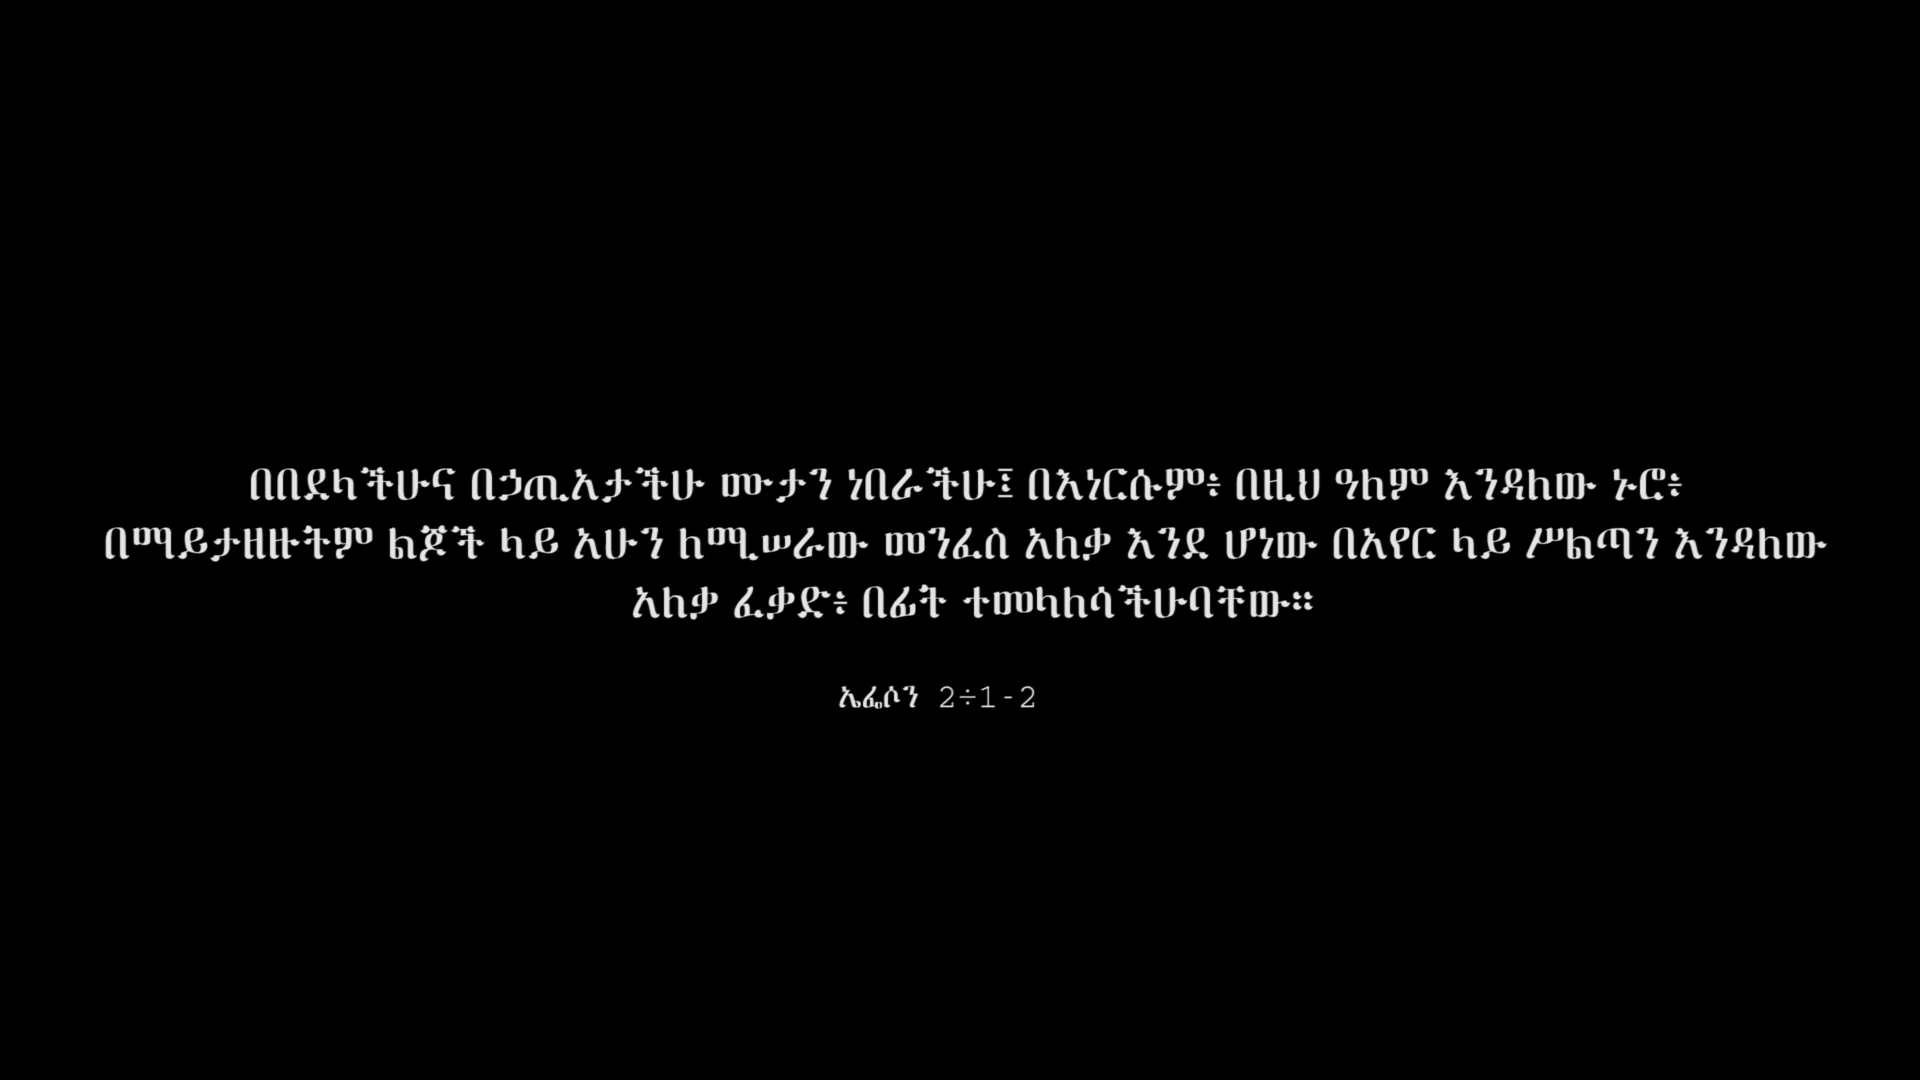 በበደላችሁና በኃጢአታችሁ ሙታን ነበራችሁ፤ በእነርሱም፥ በዚህ ዓለም እንዳለው ኑሮ፥
በማይታዘዙትም ልጆች ላይ አሁን ለሚሠራው መንፈስ አለቃ እንደ ሆነው በአየር ላይ ሥልጣን እንዳለው
አለቃ ፈቃድ፥ በፊት ተመላለሳችሁባቸው።
ኤፌሶን 2÷1-2